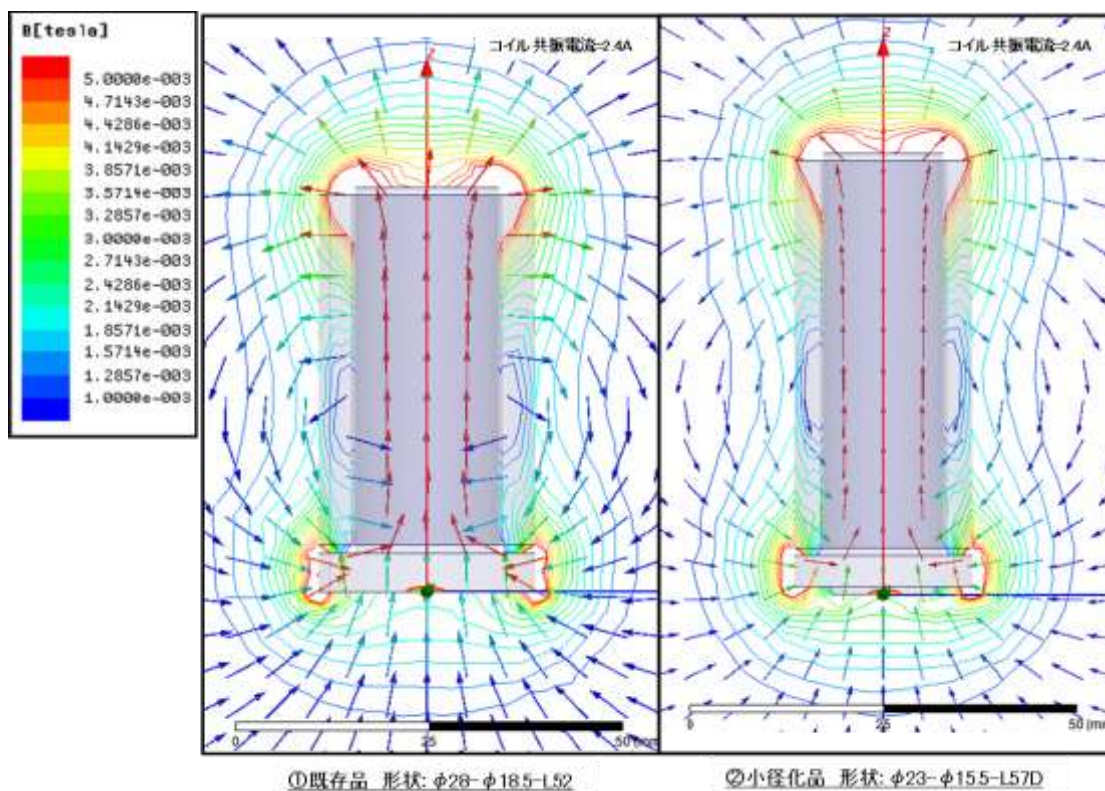 B[tesla]
5.0000e-003
4.7143e-003
4.4286e-003
4.1429e-003
3.8571e-003
3.5714e-003
3.2857e-003
3.0000e-003
2.7143e-003
2.4286e-003
2.1429e-003
1.8571e-003
1.5714e-003
1.2857e-003
1.0000e-003
コイル共振電流=2.4A
Z
0 25 50 (mm
①既存品 形状: φ28-φ18.5-L52
コイル共振電流=2.4A
Z
0 25 50 (mm
②小径化品 形状: φ23-φ15.5-L57D